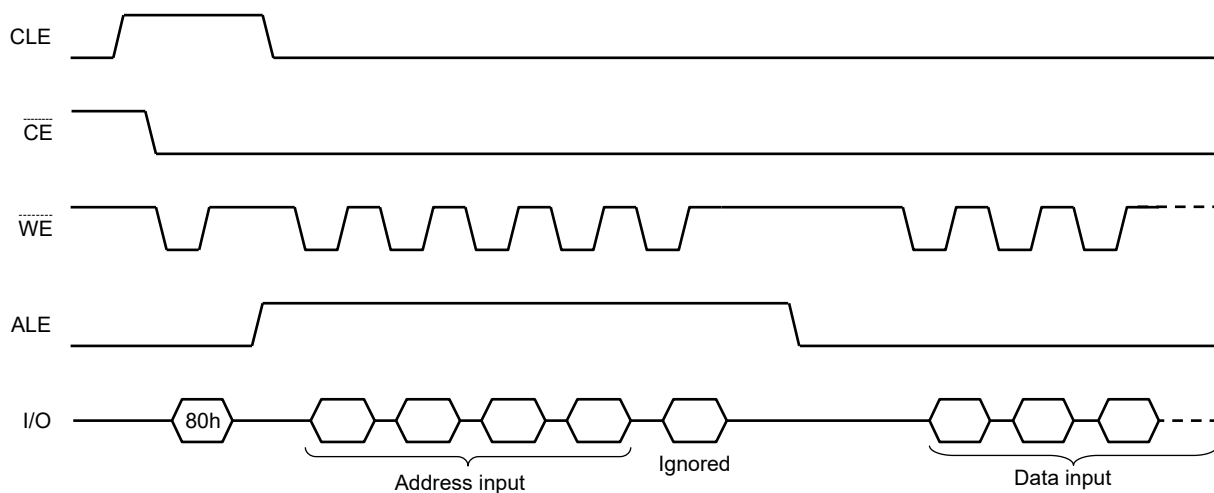 CLE
CE
WE
ALE
I/O
80h
Ignored
Address input
Data input